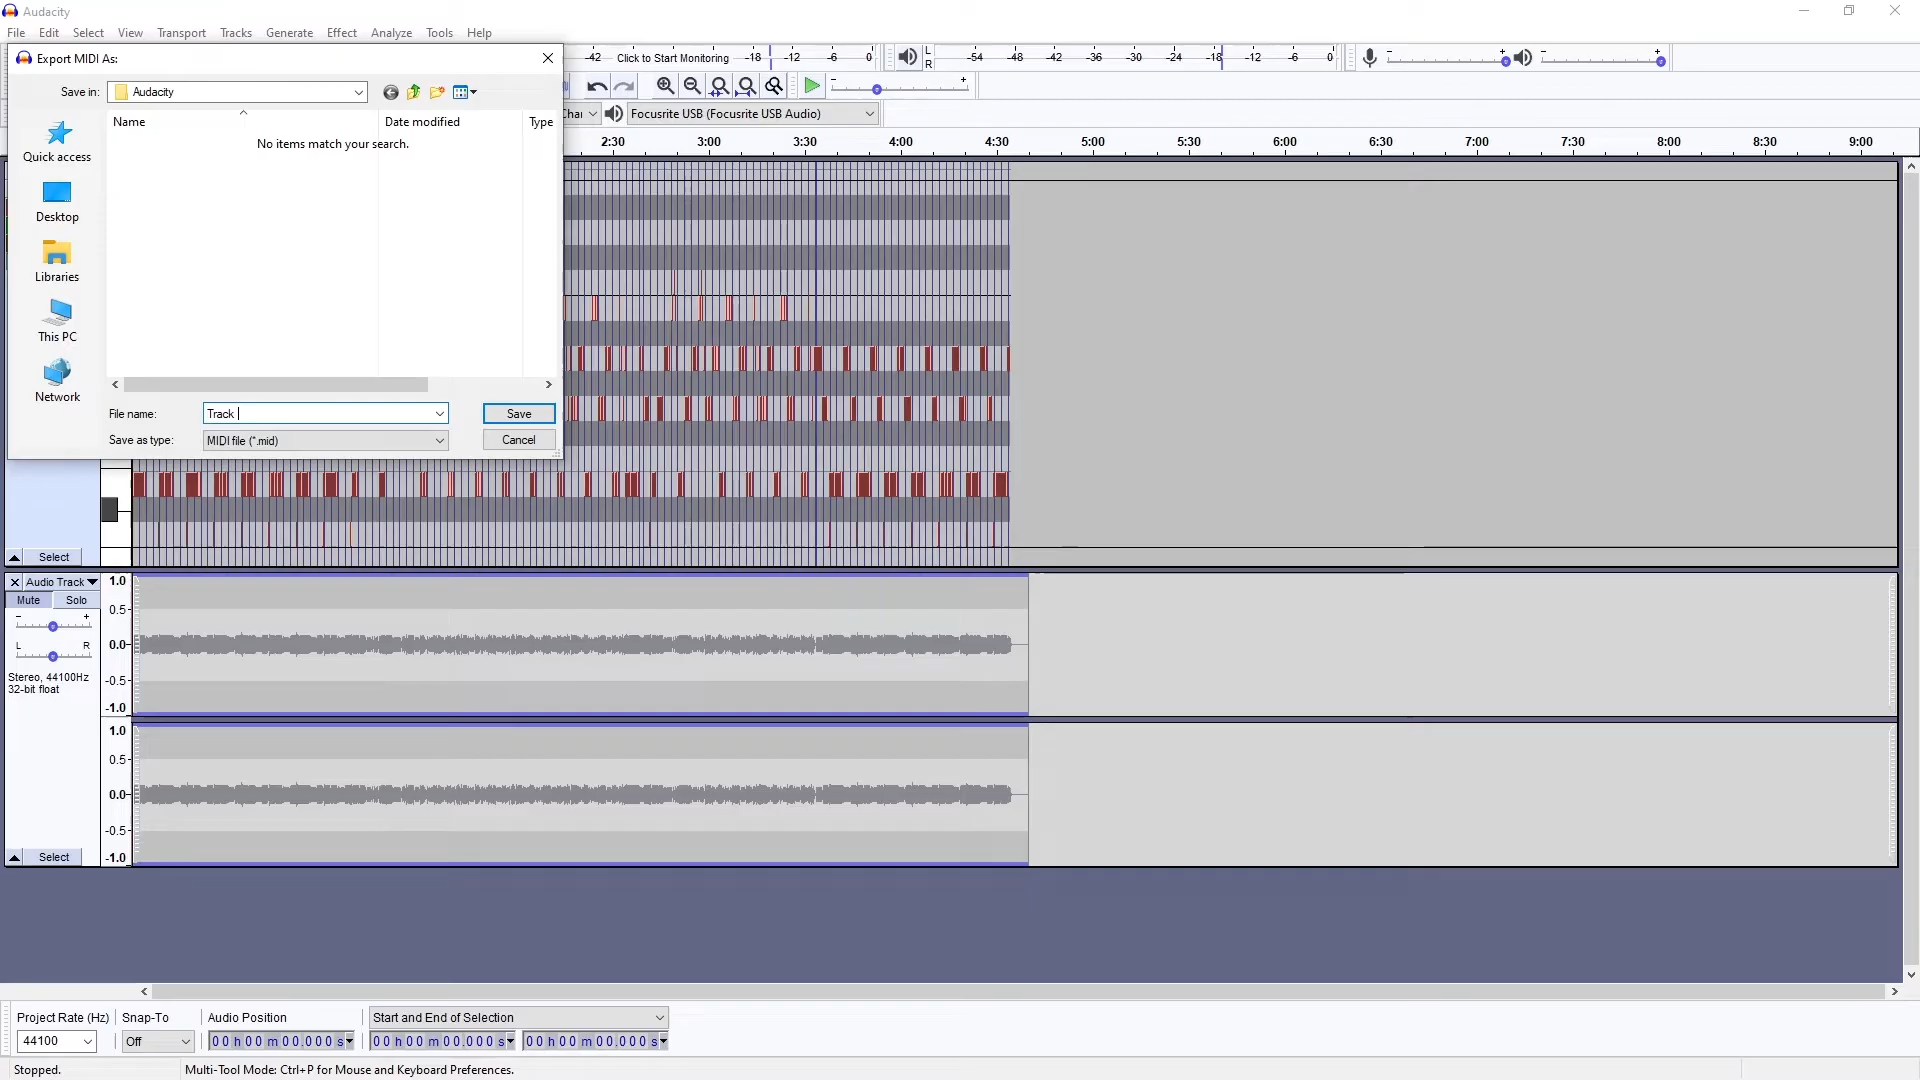 Audacity
File Edit Select View Transport Tracks Generate Effect Analyze Tools Help
Export MIDI As:
Save in: Audacity
Name Date modified Type
No items match your search.
Quick access
Desktop
Libraries
This PC
Network
File name: Track
Save
Save as type: MIDI file (*.mid)
Cancel
-42 Click to Start Monitoring -18 -12 -6 0
L
R
-54 -48 -42 -36 -30 -24 -18 -12 -6 0
Focusrite USB (Focusrite USB Audio)
2:30 3:00 3:30 4:00 4:30 5:00 5:30 6:00 6:30 7:00 7:30 8:00 8:30 9:00
Select
Audio Track
Mute Solo
- +
L R
Stereo, 44100Hz
32-bit float
Select
1.0
0.5
0.0
-0.5
-1.0
1.0
0.5
0.0
-0.5
-1.0
Project Rate (Hz) Snap-To Audio Position Start and End of Selection
44100 Off 00 h 00 m 00.000 s 00 h 00 m 00.000 s 00 h 00 m 00.000 s
Stopped. Multi-Tool Mode: Ctrl+P for Mouse and Keyboard Preferences.